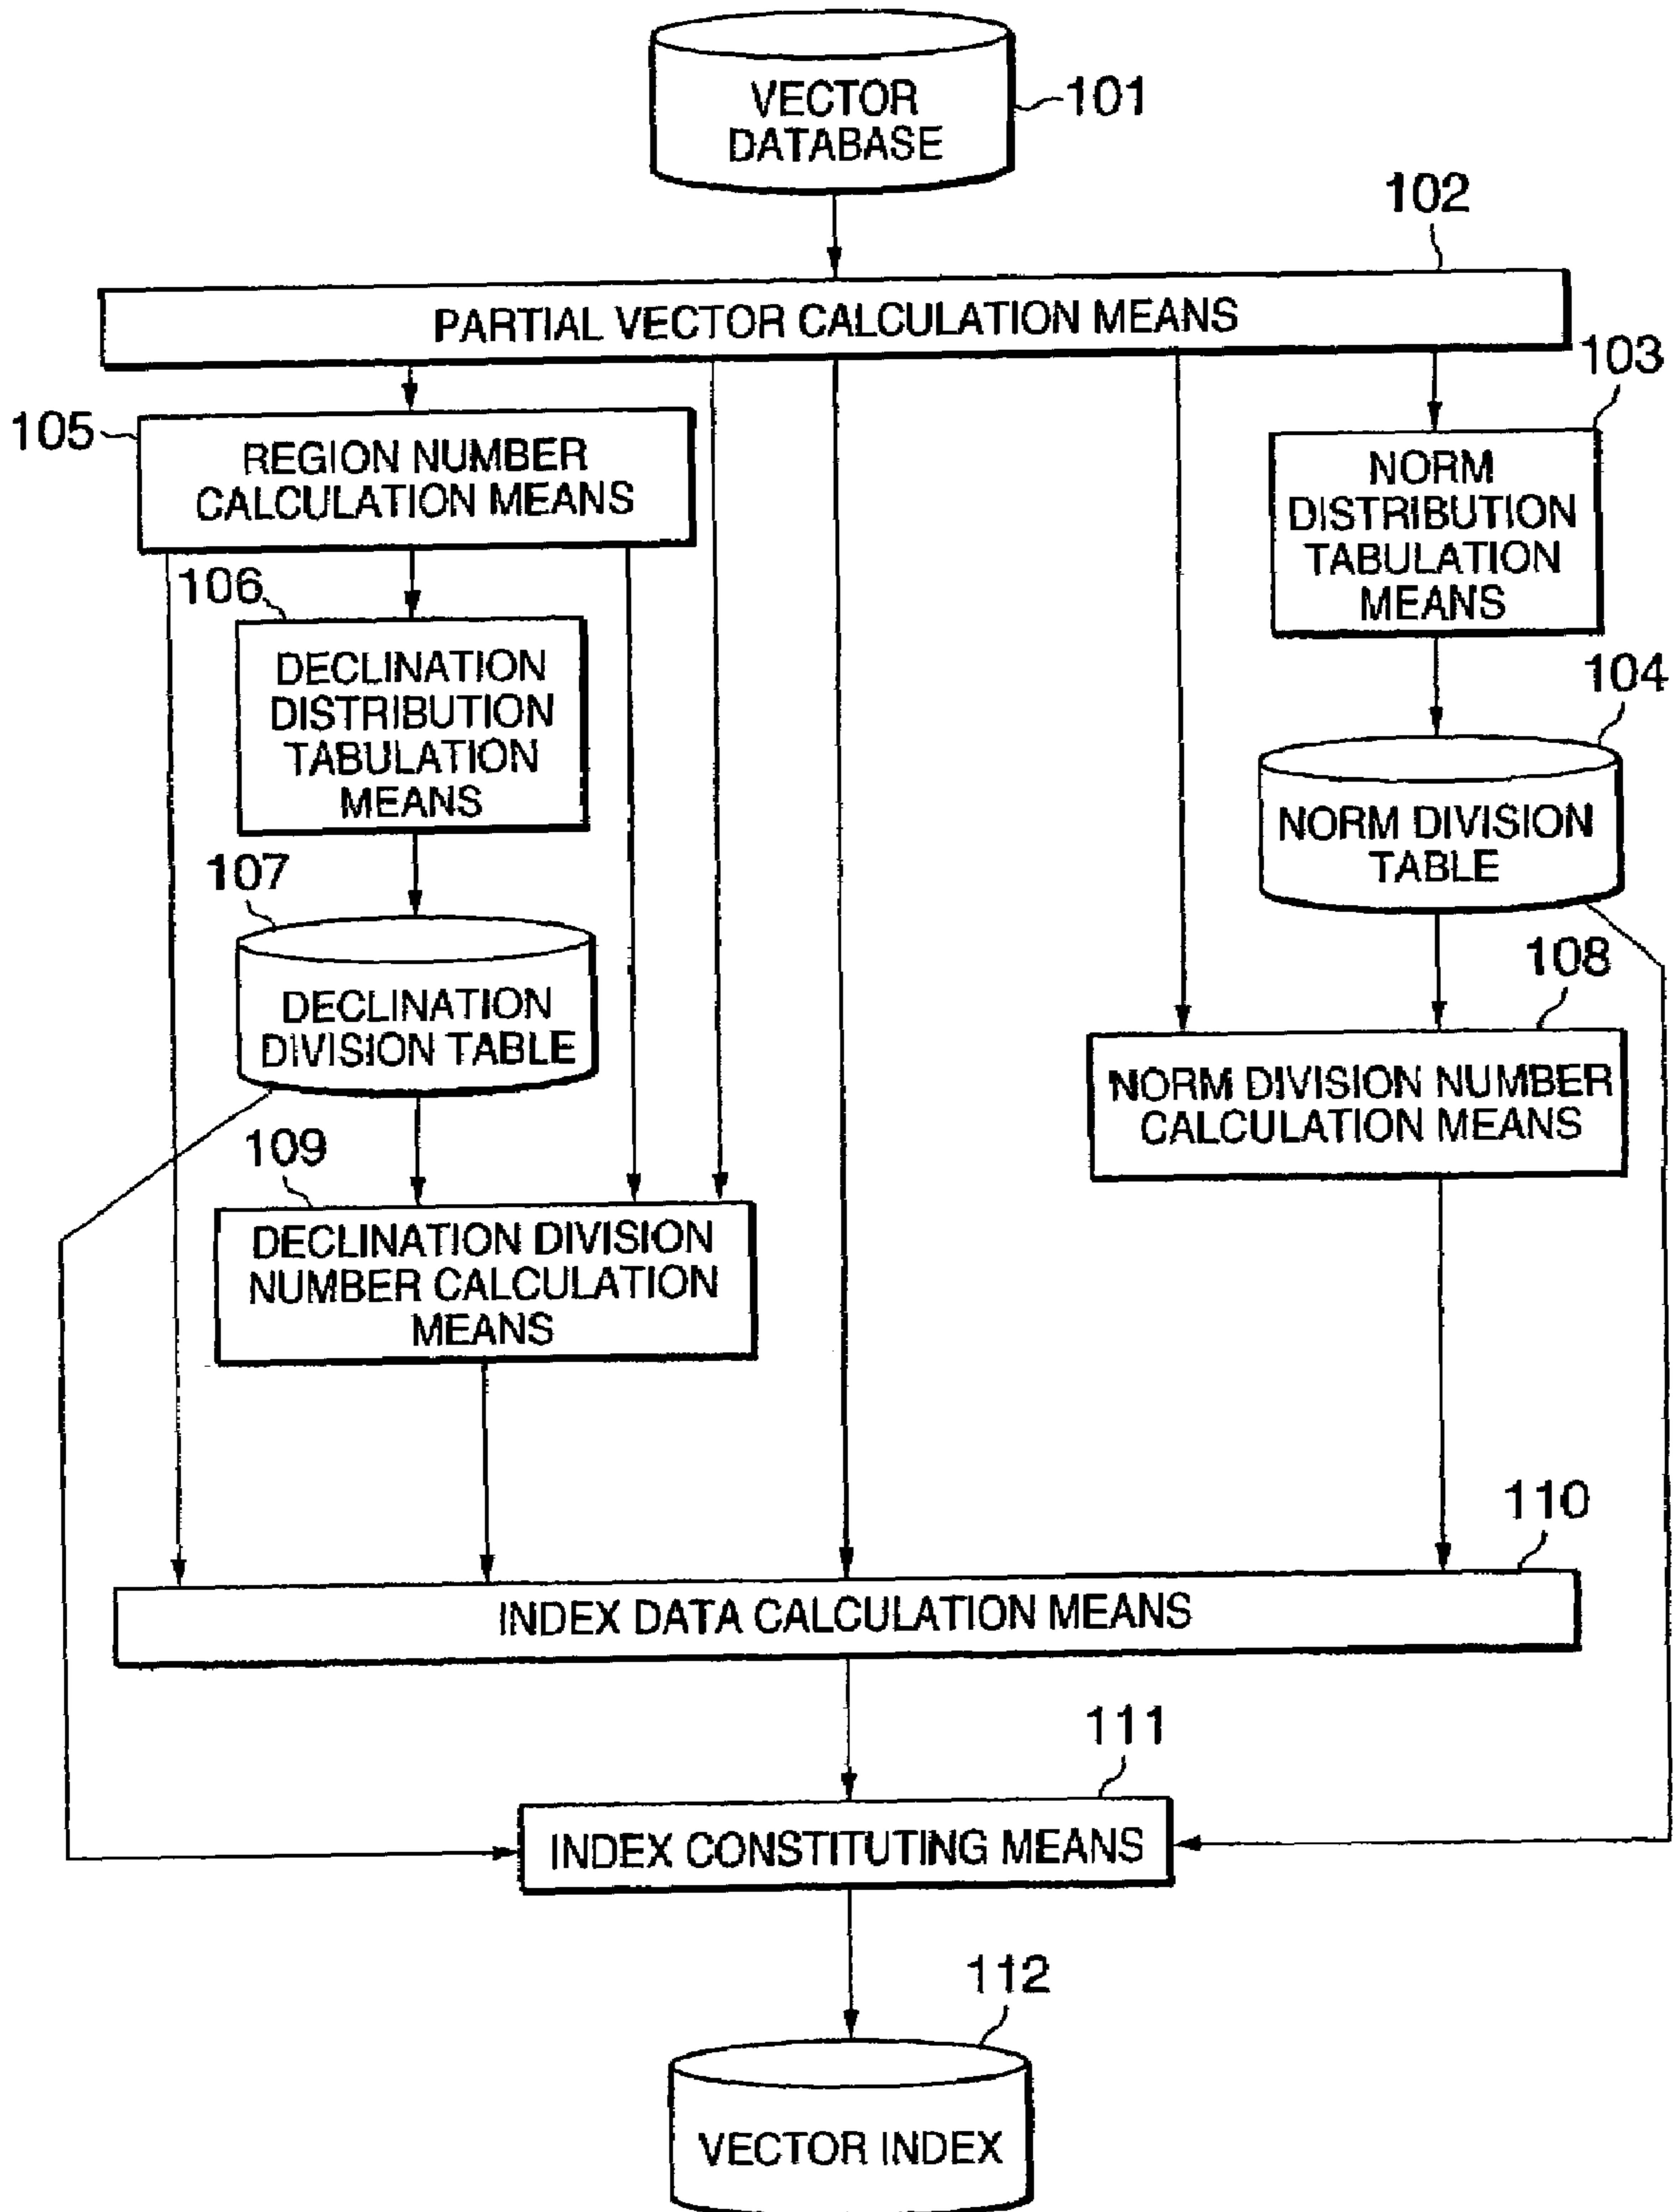 VECTOR
DATABASE
101
102
PARTIAL VECTOR CALCULATION MEANS
103
105
REGION NUMBER
CALCULATION MEANS
NORM
DISTRIBUTION
TABULATION
MEANS
106
DECLINATION
DISTRIBUTION
TABULATION
MEANS
104
NORM DIVISION
TABLE
107
DECLINATION
DIVISION TABLE
108
NORM DIVISION NUMBER
CALCULATION MEANS
109
DECLINATION DIVISION
NUMBER CALCULATION
MEANS
110
INDEX DATA CALCULATION MEANS
111
INDEX CONSTITUTING MEANS
112
VECTOR INDEX